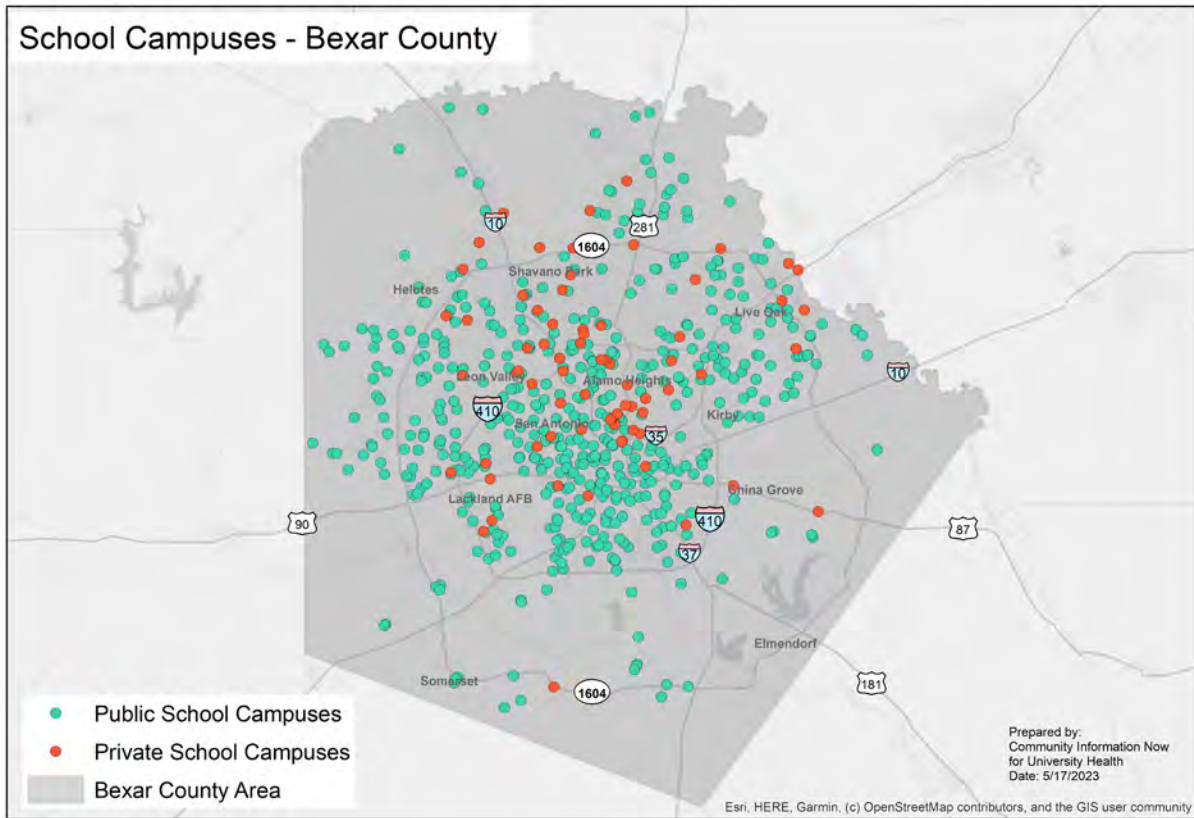 School Campuses - Bexar County
10
281
1604
Shavano Park
Helotes
Live Oak
10
Leon Valley
Alamo Heights
410
San Antonio
Kirby
35
Lackland AFB
China Grove
90
410
87
37
Elmendorf
Somerset
181
1604
Public School Campuses
Private School Campuses
Bexar County Area
Prepared by:
Community Information Now
for University Health
Date: 5/17/2023
Esri, HERE, Garmin, (c) OpenStreetMap contributors, and the GIS user community